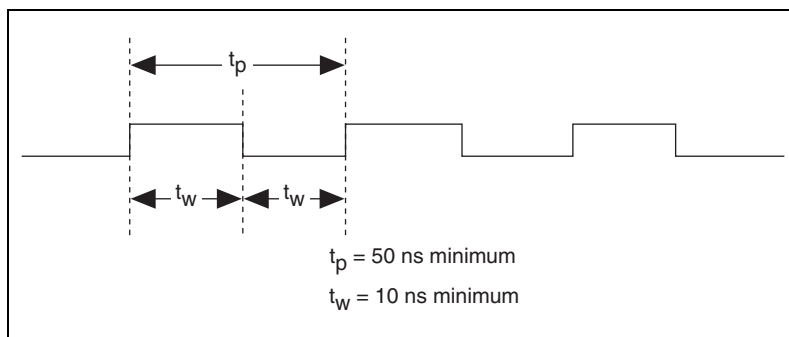 tp
tw tw
tp = 50 ns minimum
tw = 10 ns minimum